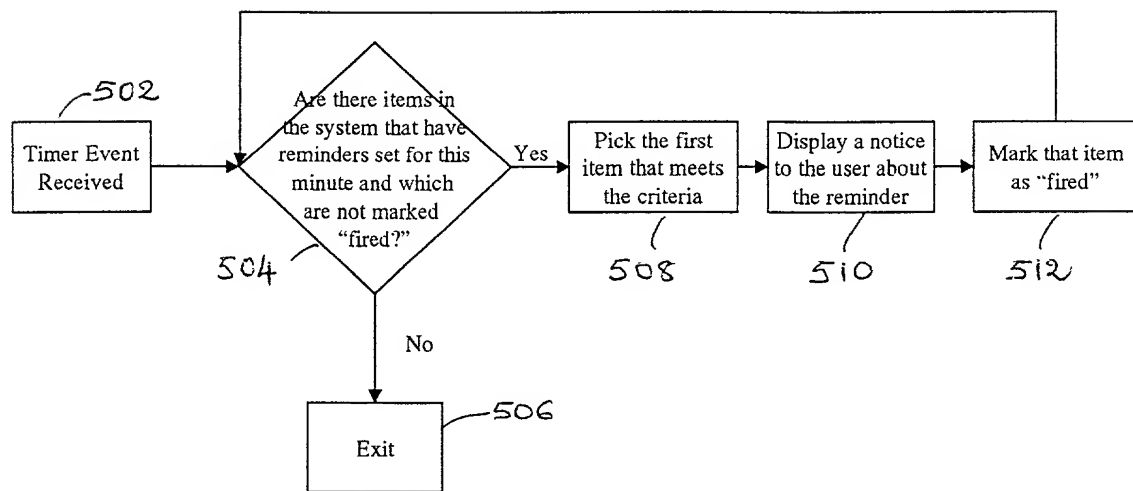 502
Timer Event
Received
Are there items in
the system that have
reminders set for this
minute and which
are not marked
“fired?”
504
Yes
Pick the first
item that meets
the criteria
508
Display a notice
to the user about
the reminder
510
Mark that item
as “fired”
512
No
Exit
506